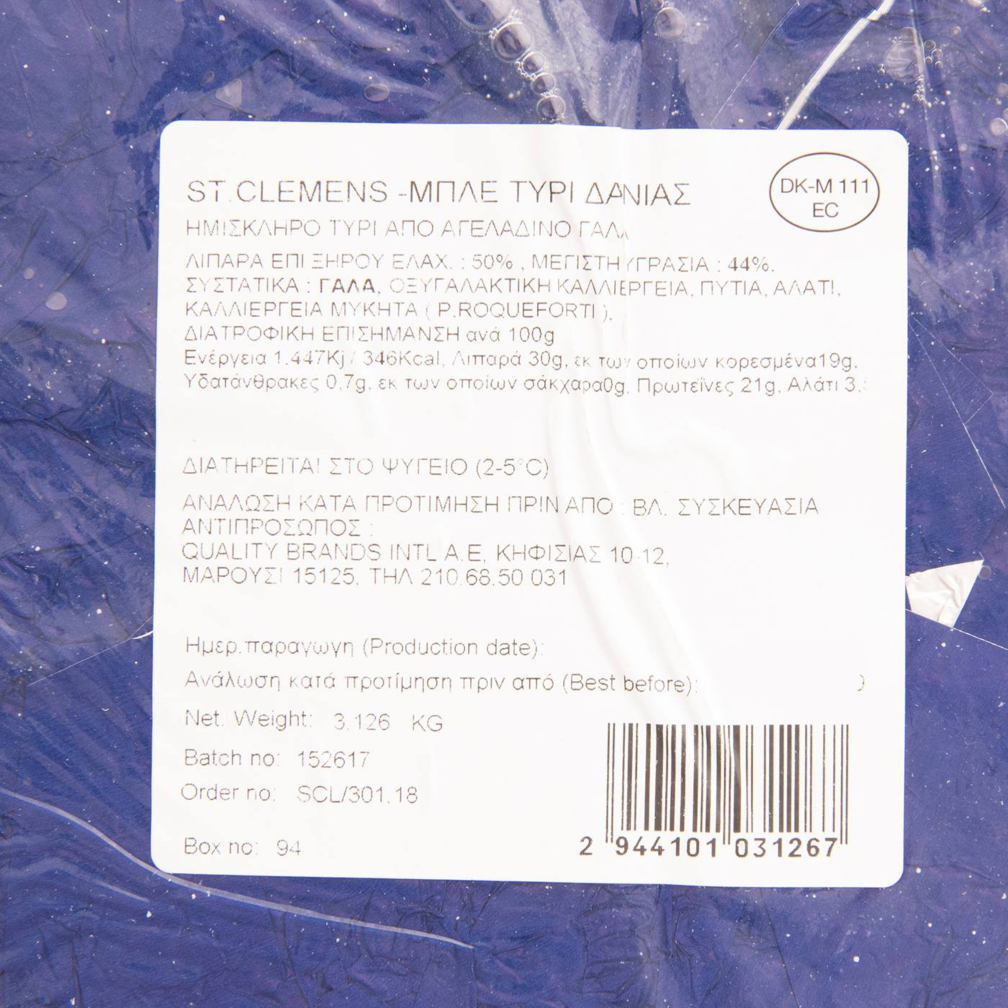 ST.CLEMENS -ΜΠΛΕ ΤΥΡΙ ΔΑΝΙΑΣ
DK-M 111
EC
ΗΜΙΣΚΛΗΡΟ ΤΥΡΙ ΑΠΟ ΑΓΕΛΑΔΙΝΟ ΓΑΛΑ
ΛΙΠΑΡΑ ΕΠΙ ΞΗΡΟΥ ΕΛΑΧ. : 50% , ΜΕΓΙΣΤΗ ΥΓΡΑΣΙΑ : 44%.
ΣΥΣΤΑΤΙΚΑ : ΓΑΛΑ, ΟΞΥΓΑΛΑΚΤΙΚΗ ΚΑΛΛΙΕΡΓΕΙΑ, ΠΥΤΙΑ, ΑΛΑΤΙ,
ΚΑΛΛΙΕΡΓΕΙΑ ΜΥΚΗΤΑ ( P.ROQUEFORTI ),
ΔΙΑΤΡΟΦΙΚΗ ΕΠΙΣΗΜΑΝΣΗ ανά 100g
Ενέργεια 1.447Kj / 346Kcal, Λιπαρά 30g, εκ των οποίων κορεσμένα19g,
Υδατάνθρακες 0,7g, εκ των οποίων σάκχαρα0g, Πρωτεϊνες 21g, Αλάτι
ΔΙΑΤΗΡΕΙΤΑΙ ΣΤΟ ΨΥΓΕΙΟ (2-5°C)
ΑΝΑΛΩΣΗ ΚΑΤΑ ΠΡΟΤΙΜΗΣΗ ΠΡΙΝ ΑΠΟ : ΒΛ. ΣΥΣΚΕΥΑΣΙΑ
ΑΝΤΙΠΡΟΣΩΠΟΣ :
QUALITY BRANDS INTL A.E, ΚΗΦΙΣΙΑΣ 10-12,
ΜΑΡΟΥΣΙ 15125, ΤΗΛ 210.68.50 031
Ημερ.παραγωγη (Production date):
Ανάλωση κατά προτίμηση πριν από (Best before):
Net. Weight: 3,126 KG
Batch no: 152617
Order no: SCL/301.18
Box no: 94
2 944101 031267